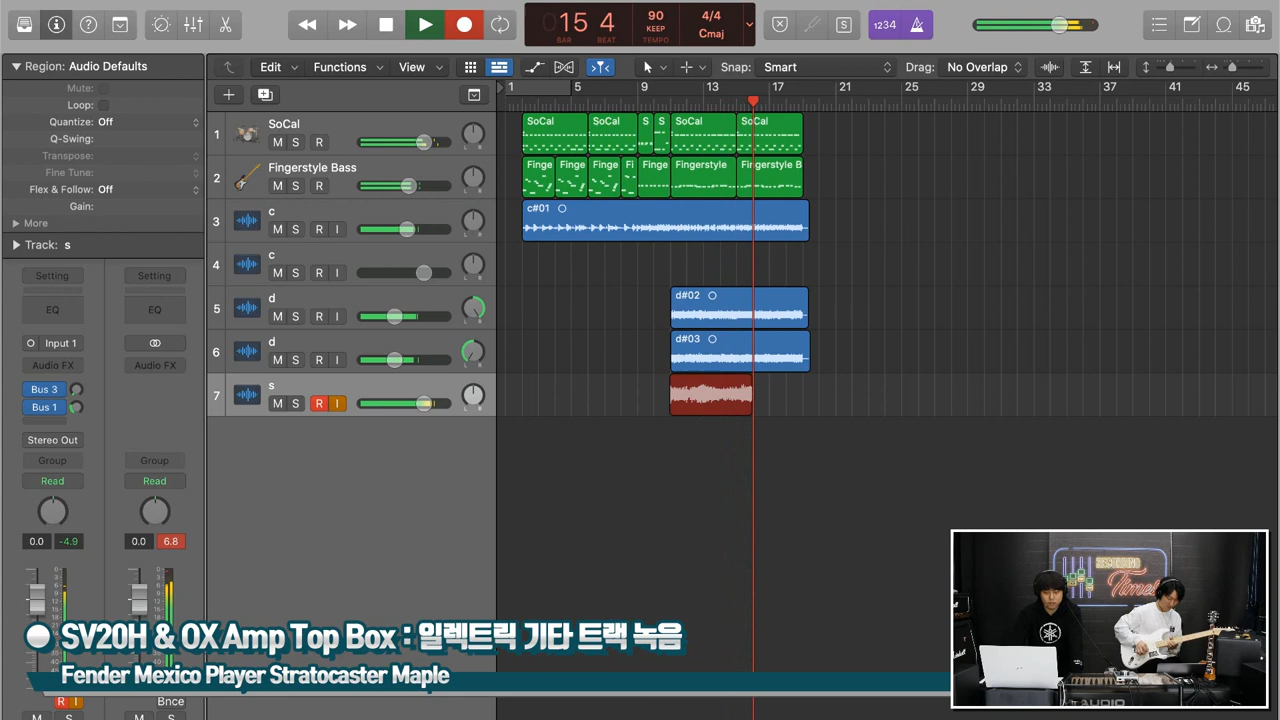 15 4
BAR BEAT
90
KEEP
TEMPO
4/4
Cmaj
1234
Region: Audio Defaults
Mute:
Loop:
Quantize: Off
Q-Swing:
Transpose:
Fine Tune:
Flex & Follow: Off
Gain:
More
Track: s
Edit Functions View
Snap: Smart
Drag: No Overlap
1 5 9 13 17 21 25 29 33 37 41 45
1 SoCal
M S R
2 Fingerstyle Bass
M S R
3 c
M S R I
4 c
M S R I
5 d
M S R I
6 d
M S R I
7 s
M S R I
L R
SoCal SoCal S S SoCal SoCal
Finge Finge Finge Fi Finge Fingerstyle Fingerstyle B
c#01
d#02
d#03
Setting Setting
EQ EQ
Input 1
Audio FX Audio FX
Bus 3
Bus 1
Stereo Out
Group Group
Read Read
0.0 -4.9 0.0 6.8
R I Bnce
M S M S
SV20H & OX Amp Top Box : 일렉트릭 기타 트랙 녹음
Fender Mexico Player Stratocaster Maple